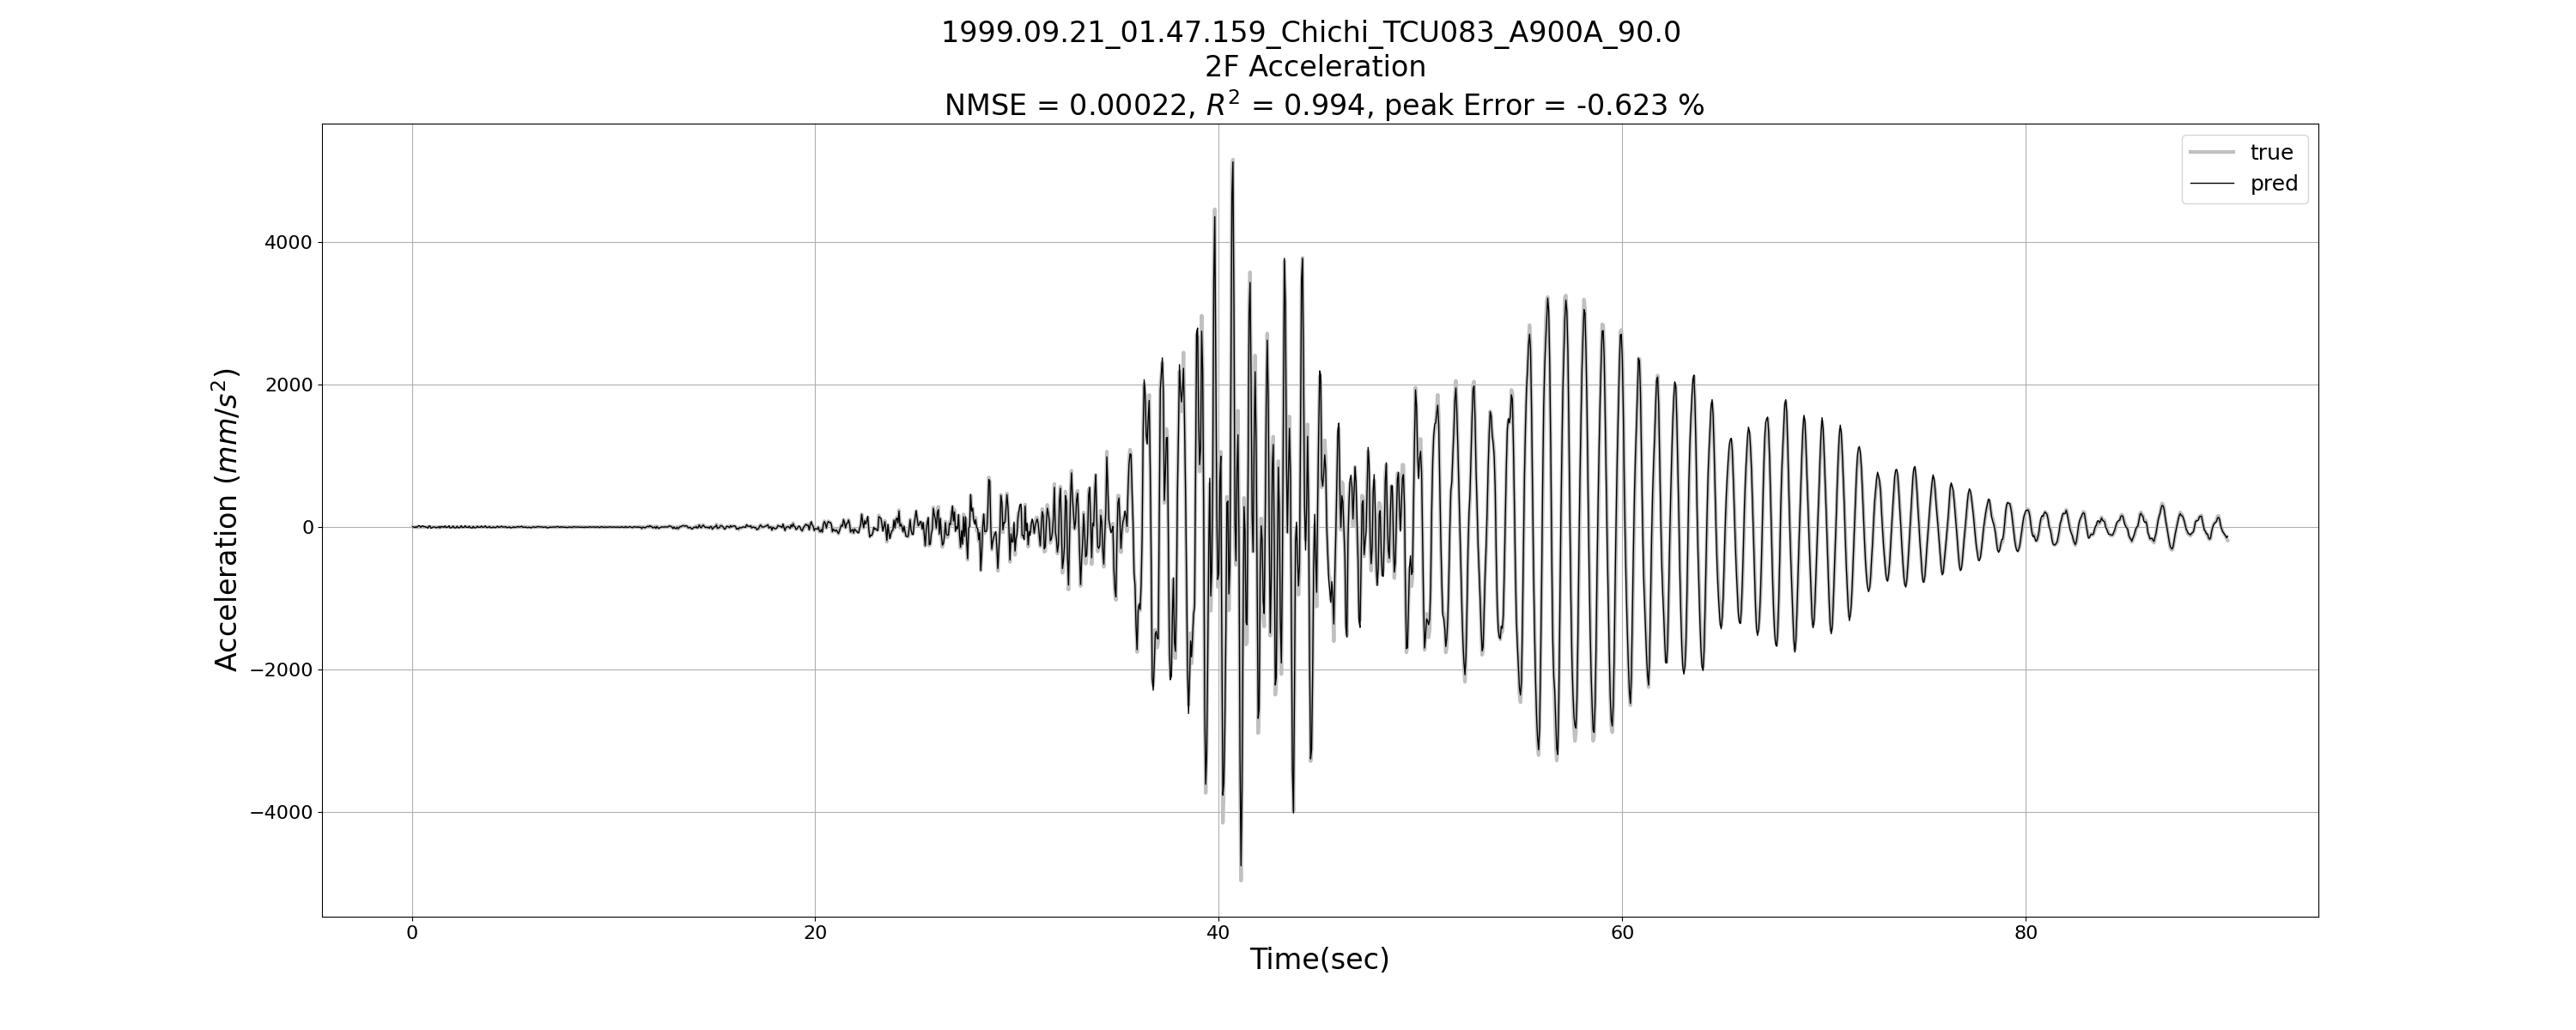 1999.09.21_01.47.159_Chichi_TCU083_A900A_90.0
2F Acceleration
NMSE = 0.00022, R² = 0.994, peak Error = -0.623 %
true
pred
Acceleration (mm/s²)
4000
2000
0
−2000
−4000
0
20
40
60
80
Time(sec)